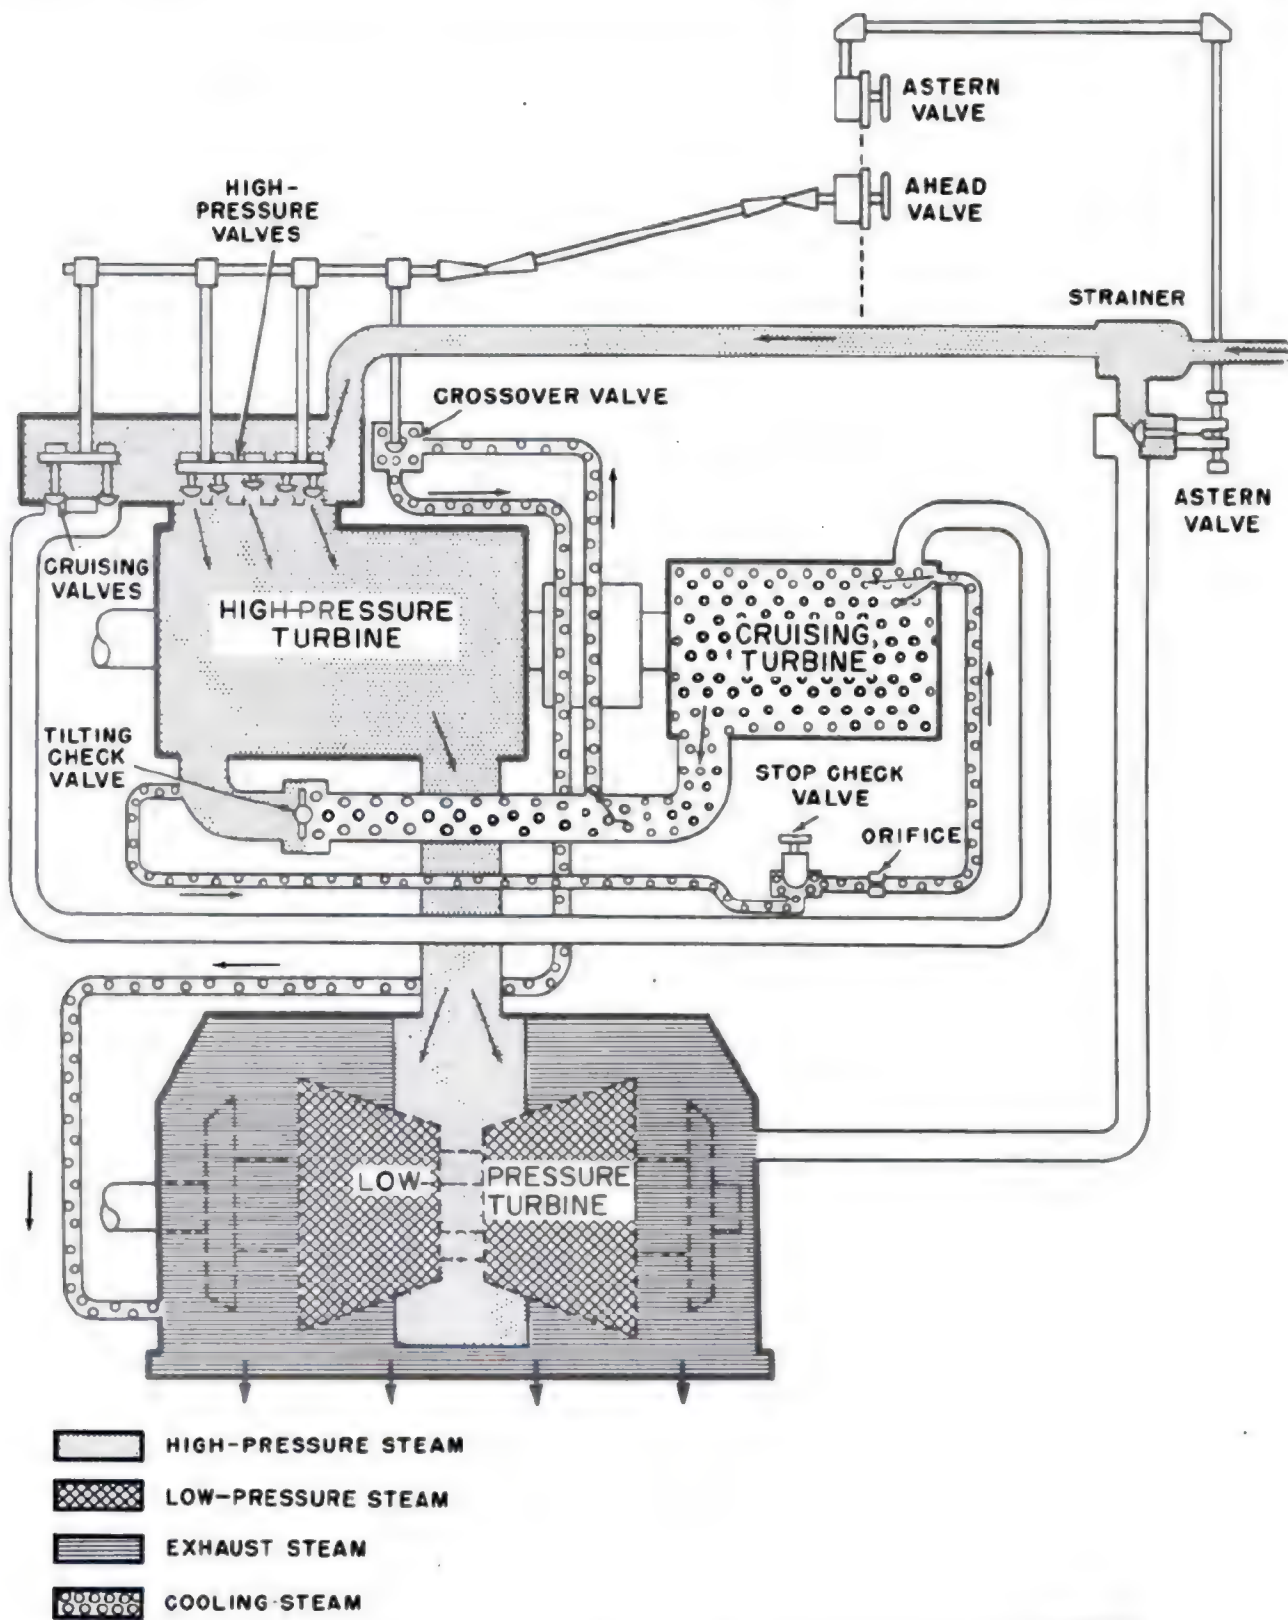 ASTERN
VALVE
HIGH-
PRESSURE
VALVES
AHEAD
VALVE
STRAINER
CROSSOVER VALVE
ASTERN
VALVE
CRUISING
VALVES
HIGH-PRESSURE
TURBINE
CRUISING
TURBINE
TILTING
CHECK
VALVE
STOP CHECK
VALVE
ORIFICE
LOW-PRESSURE
TURBINE
HIGH-PRESSURE STEAM
LOW-PRESSURE STEAM
EXHAUST STEAM
COOLING-STEAM